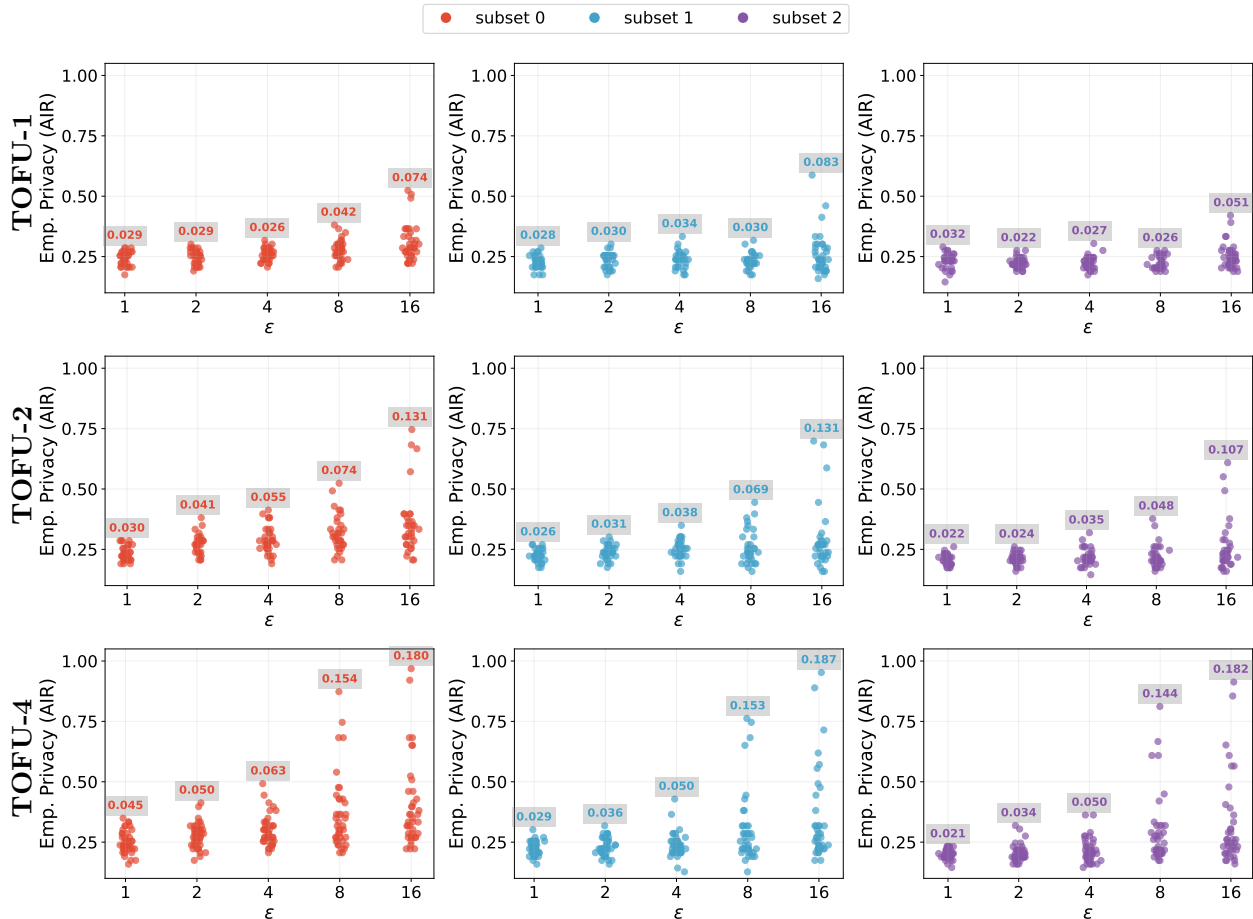 subset 0 subset 1 subset 2
TOFU-1
Emp. Privacy (AIR)
1.00
0.75
0.50
0.25
0.029 0.029 0.026 0.042 0.074
1 2 4 8 16
ε
Emp. Privacy (AIR)
1.00
0.75
0.50
0.25
0.028 0.030 0.034 0.030 0.083
1 2 4 8 16
ε
Emp. Privacy (AIR)
1.00
0.75
0.50
0.25
0.032 0.022 0.027 0.026 0.051
1 2 4 8 16
ε
TOFU-2
Emp. Privacy (AIR)
1.00
0.75
0.50
0.25
0.030 0.041 0.055 0.074 0.131
1 2 4 8 16
ε
Emp. Privacy (AIR)
1.00
0.75
0.50
0.25
0.026 0.031 0.038 0.069 0.131
1 2 4 8 16
ε
Emp. Privacy (AIR)
1.00
0.75
0.50
0.25
0.022 0.024 0.035 0.048 0.107
1 2 4 8 16
ε
TOFU-4
Emp. Privacy (AIR)
1.00
0.75
0.50
0.25
0.045 0.050 0.063 0.154 0.180
1 2 4 8 16
ε
Emp. Privacy (AIR)
1.00
0.75
0.50
0.25
0.029 0.036 0.050 0.153 0.187
1 2 4 8 16
ε
Emp. Privacy (AIR)
1.00
0.75
0.50
0.25
0.021 0.034 0.050 0.144 0.182
1 2 4 8 16
ε